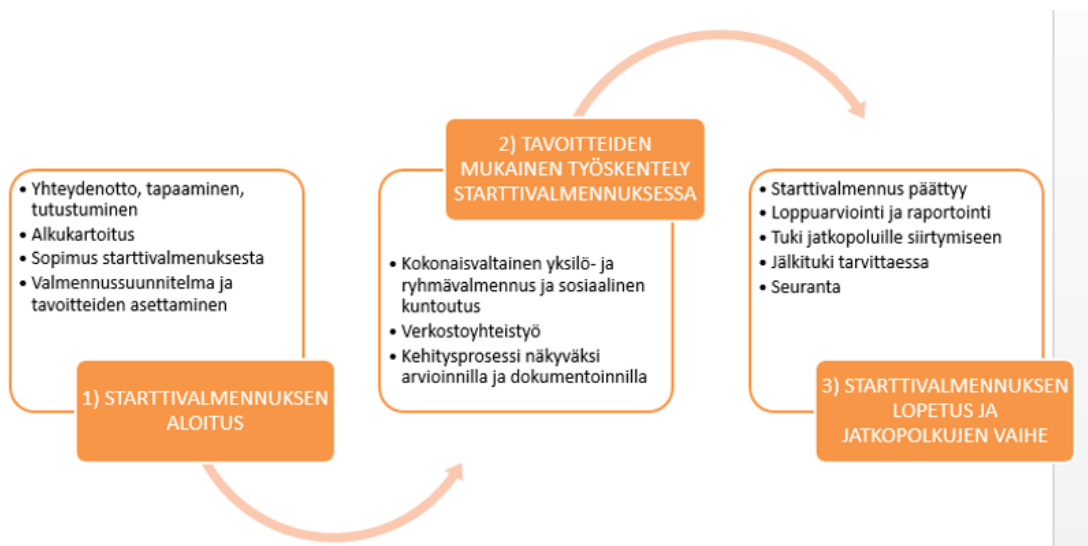 • Yhteydenotto, tapaaminen,
tutustuminen
• Alkukartoitus
• Sopimus starttivalmenuksesta
• Valmennussuunnitelma ja
tavoitteiden asettaminen
1) STARTTIVALMENNUKSEN
ALOITUS
2) TAVOITTEIDEN
MUKAINEN TYÖSKENTELY
STARTTIVALMENNUKSESSA
• Kokonaisvaltainen yksilö- ja
ryhmävalmennus ja sosiaalinen
kuntoutus
• Verkostoyhteistyö
• Kehitysprosessi näkyväksi
arvioinnilla ja dokumentoinnilla
• Starttivalmennus päättyy
• Loppuarviointi ja raportointi
• Tuki jatkopoluille siirtymiseen
• Jälkituki tarvittaessa
• Seuranta
3) STARTTIVALMENNUKSEN
LOPETUS JA
JATKOPOLKUJEN VAIHE